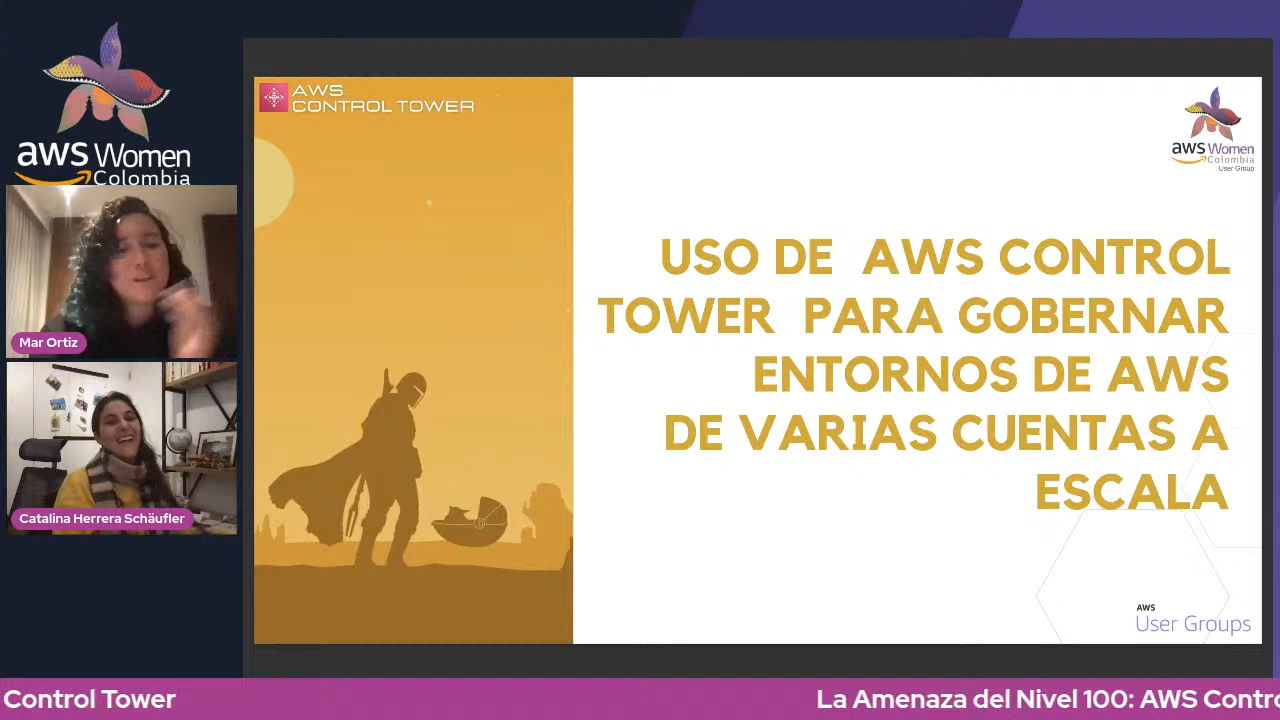 aws Women
Colombia
Mar Ortiz
Catalina Herrera Schäufler
AWS
CONTROL TOWER
aws Women
Colombia
User Group
USO DE AWS CONTROL
TOWER PARA GOBERNAR
ENTORNOS DE AWS
DE VARIAS CUENTAS A
ESCALA
AWS
User Groups
Control Tower
La Amenaza del Nivel 100: AWS Contro